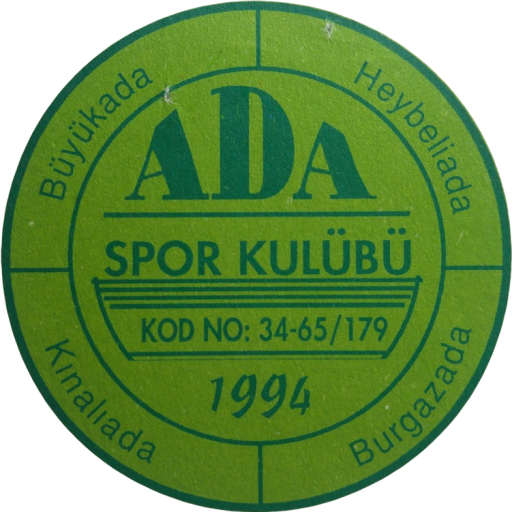 Büyükada
Heybeliada
ADA
SPOR KULÜBÜ
KOD NO: 34-65/179
1994
Kınalıada
Burgazada